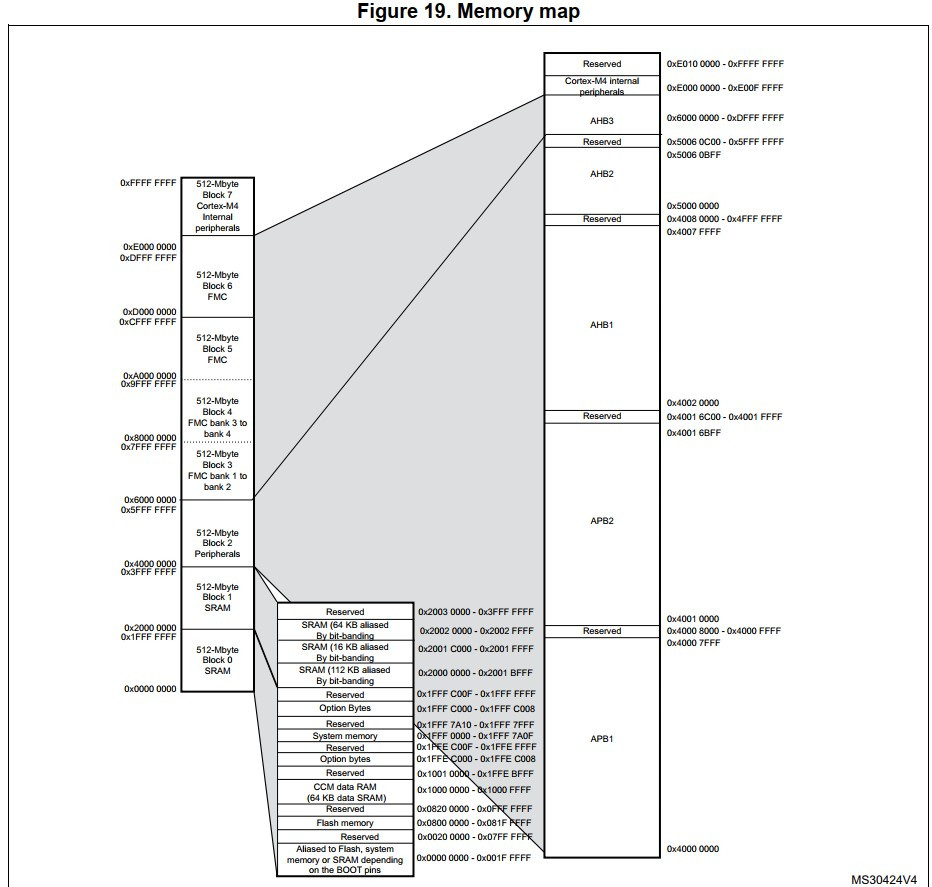 Figure 19. Memory map
0xFFFF FFFF
512-Mbyte
Block 7
Cortex-M4
Internal
peripherals
0xE000 0000
0xDFFF FFFF
512-Mbyte
Block 6
FMC
0xD000 0000
0xCFFF FFFF
512-Mbyte
Block 5
FMC
0xA000 0000
0x9FFF FFFF
512-Mbyte
Block 4
FMC bank 3 to
bank 4
0x8000 0000
0x7FFF FFFF
512-Mbyte
Block 3
FMC bank 1 to
bank 2
0x6000 0000
0x5FFF FFFF
512-Mbyte
Block 2
Peripherals
0x4000 0000
0x3FFF FFFF
512-Mbyte
Block 1
SRAM
0x2000 0000
0x1FFF FFFF
512-Mbyte
Block 0
SRAM
0x0000 0000
Reserved 0x2003 0000 - 0x3FFF FFFF
SRAM (64 KB aliased
By bit-banding
0x2002 0000 - 0x2002 FFFF
SRAM (16 KB aliased
By bit-banding
0x2001 C000 - 0x2001 FFFF
SRAM (112 KB aliased
By bit-banding
0x2000 0000 - 0x2001 BFFF
Reserved 0x1FFF C00F - 0x1FFF FFFF
Option Bytes 0x1FFF C000 - 0x1FFF C008
Reserved 0x1FFF 7A10 - 0x1FFF 7FFF
System memory 0x1FFF 0000 - 0x1FFF 7A0F
Reserved 0x1FFE C00F - 0x1FFE FFFF
Option bytes 0x1FFE C000 - 0x1FFE C008
Reserved 0x1001 0000 - 0x1FFE BFFF
CCM data RAM
(64 KB data SRAM)
0x1000 0000 - 0x1000 FFFF
Reserved 0x0820 0000 - 0x0FFF FFFF
Flash memory 0x0800 0000 - 0x081F FFFF
Reserved 0x0020 0000 - 0x07FF FFFF
Aliased to Flash, system
memory or SRAM depending
on the BOOT pins
0x0000 0000 - 0x001F FFFF
Reserved 0xE010 0000 - 0xFFFF FFFF
Cortex-M4 internal
peripherals
0xE000 0000 - 0xE00F FFFF
AHB3 0x6000 0000 - 0xDFFF FFFF
Reserved 0x5006 0C00 - 0x5FFF FFFF
0x5006 0BFF
AHB2
0x5000 0000
Reserved 0x4008 0000 - 0x4FFF FFFF
0x4007 FFFF
AHB1
0x4002 0000
Reserved 0x4001 6C00 - 0x4001 FFFF
0x4001 6BFF
APB2
0x4001 0000
Reserved 0x4000 8000 - 0x4000 FFFF
0x4000 7FFF
APB1
0x4000 0000
MS30424V4